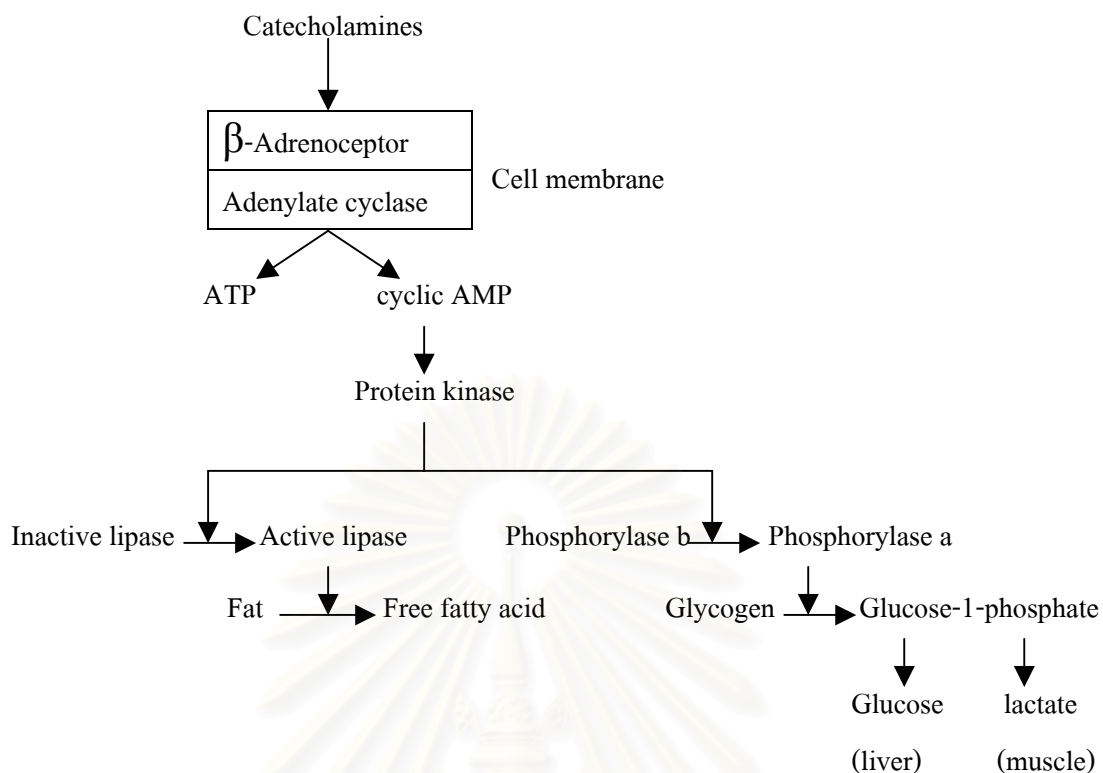 Catecholamines
β-Adrenoceptor
Cell membrane
Adenylate cyclase
ATP cyclic AMP
Protein kinase
Inactive lipase Active lipase Phosphorylase b Phosphorylase a
Fat Free fatty acid Glycogen Glucose-1-phosphate
Glucose lactate
(liver) (muscle)